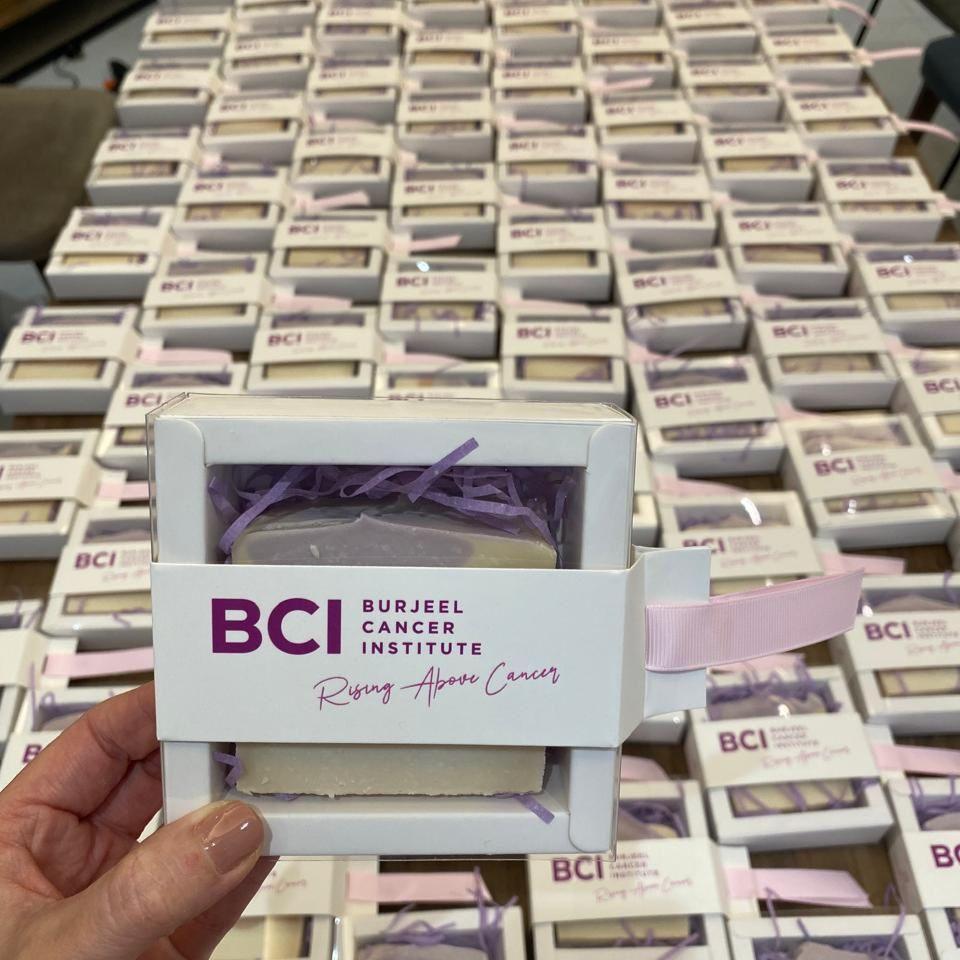 BCI
BURJEEL
CANCER
INSTITUTE
Rising Above Cancer